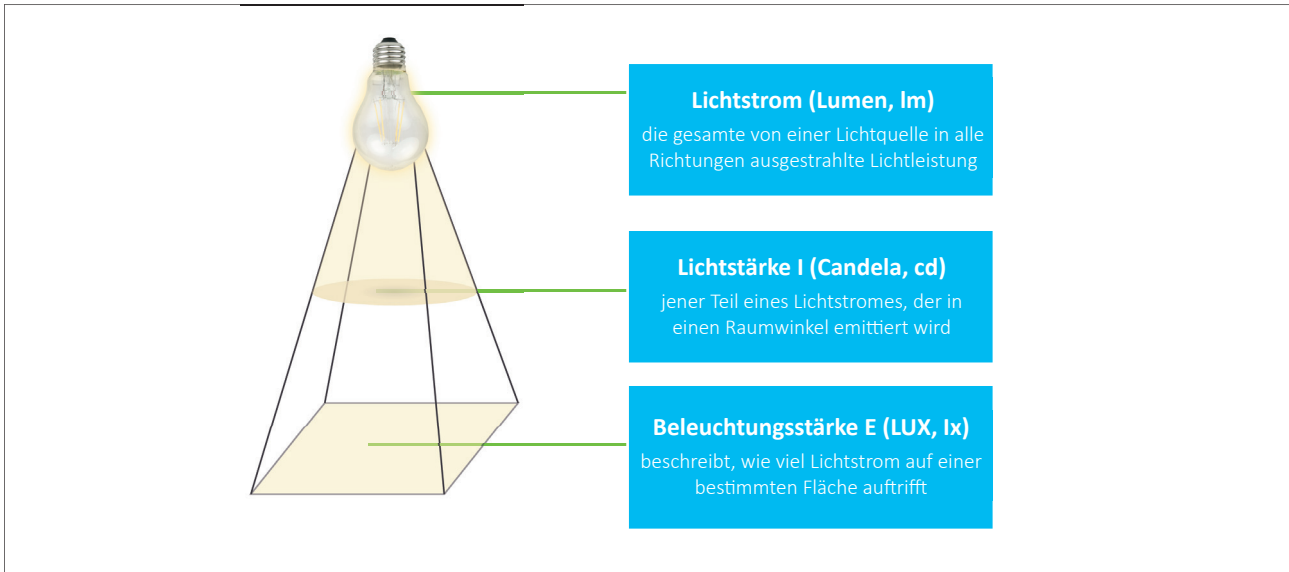 Lichtstrom (Lumen, lm)
die gesamte von einer Lichtquelle in alle
Richtungen ausgestrahlte Lichtleistung
Lichtstärke I (Candela, cd)
jener Teil eines Lichtstromes, der in
einen Raumwinkel emittiert wird
Beleuchtungsstärke E (LUX, Ix)
beschreibt, wie viel Lichtstrom auf einer
bestimmten Fläche auftrifft